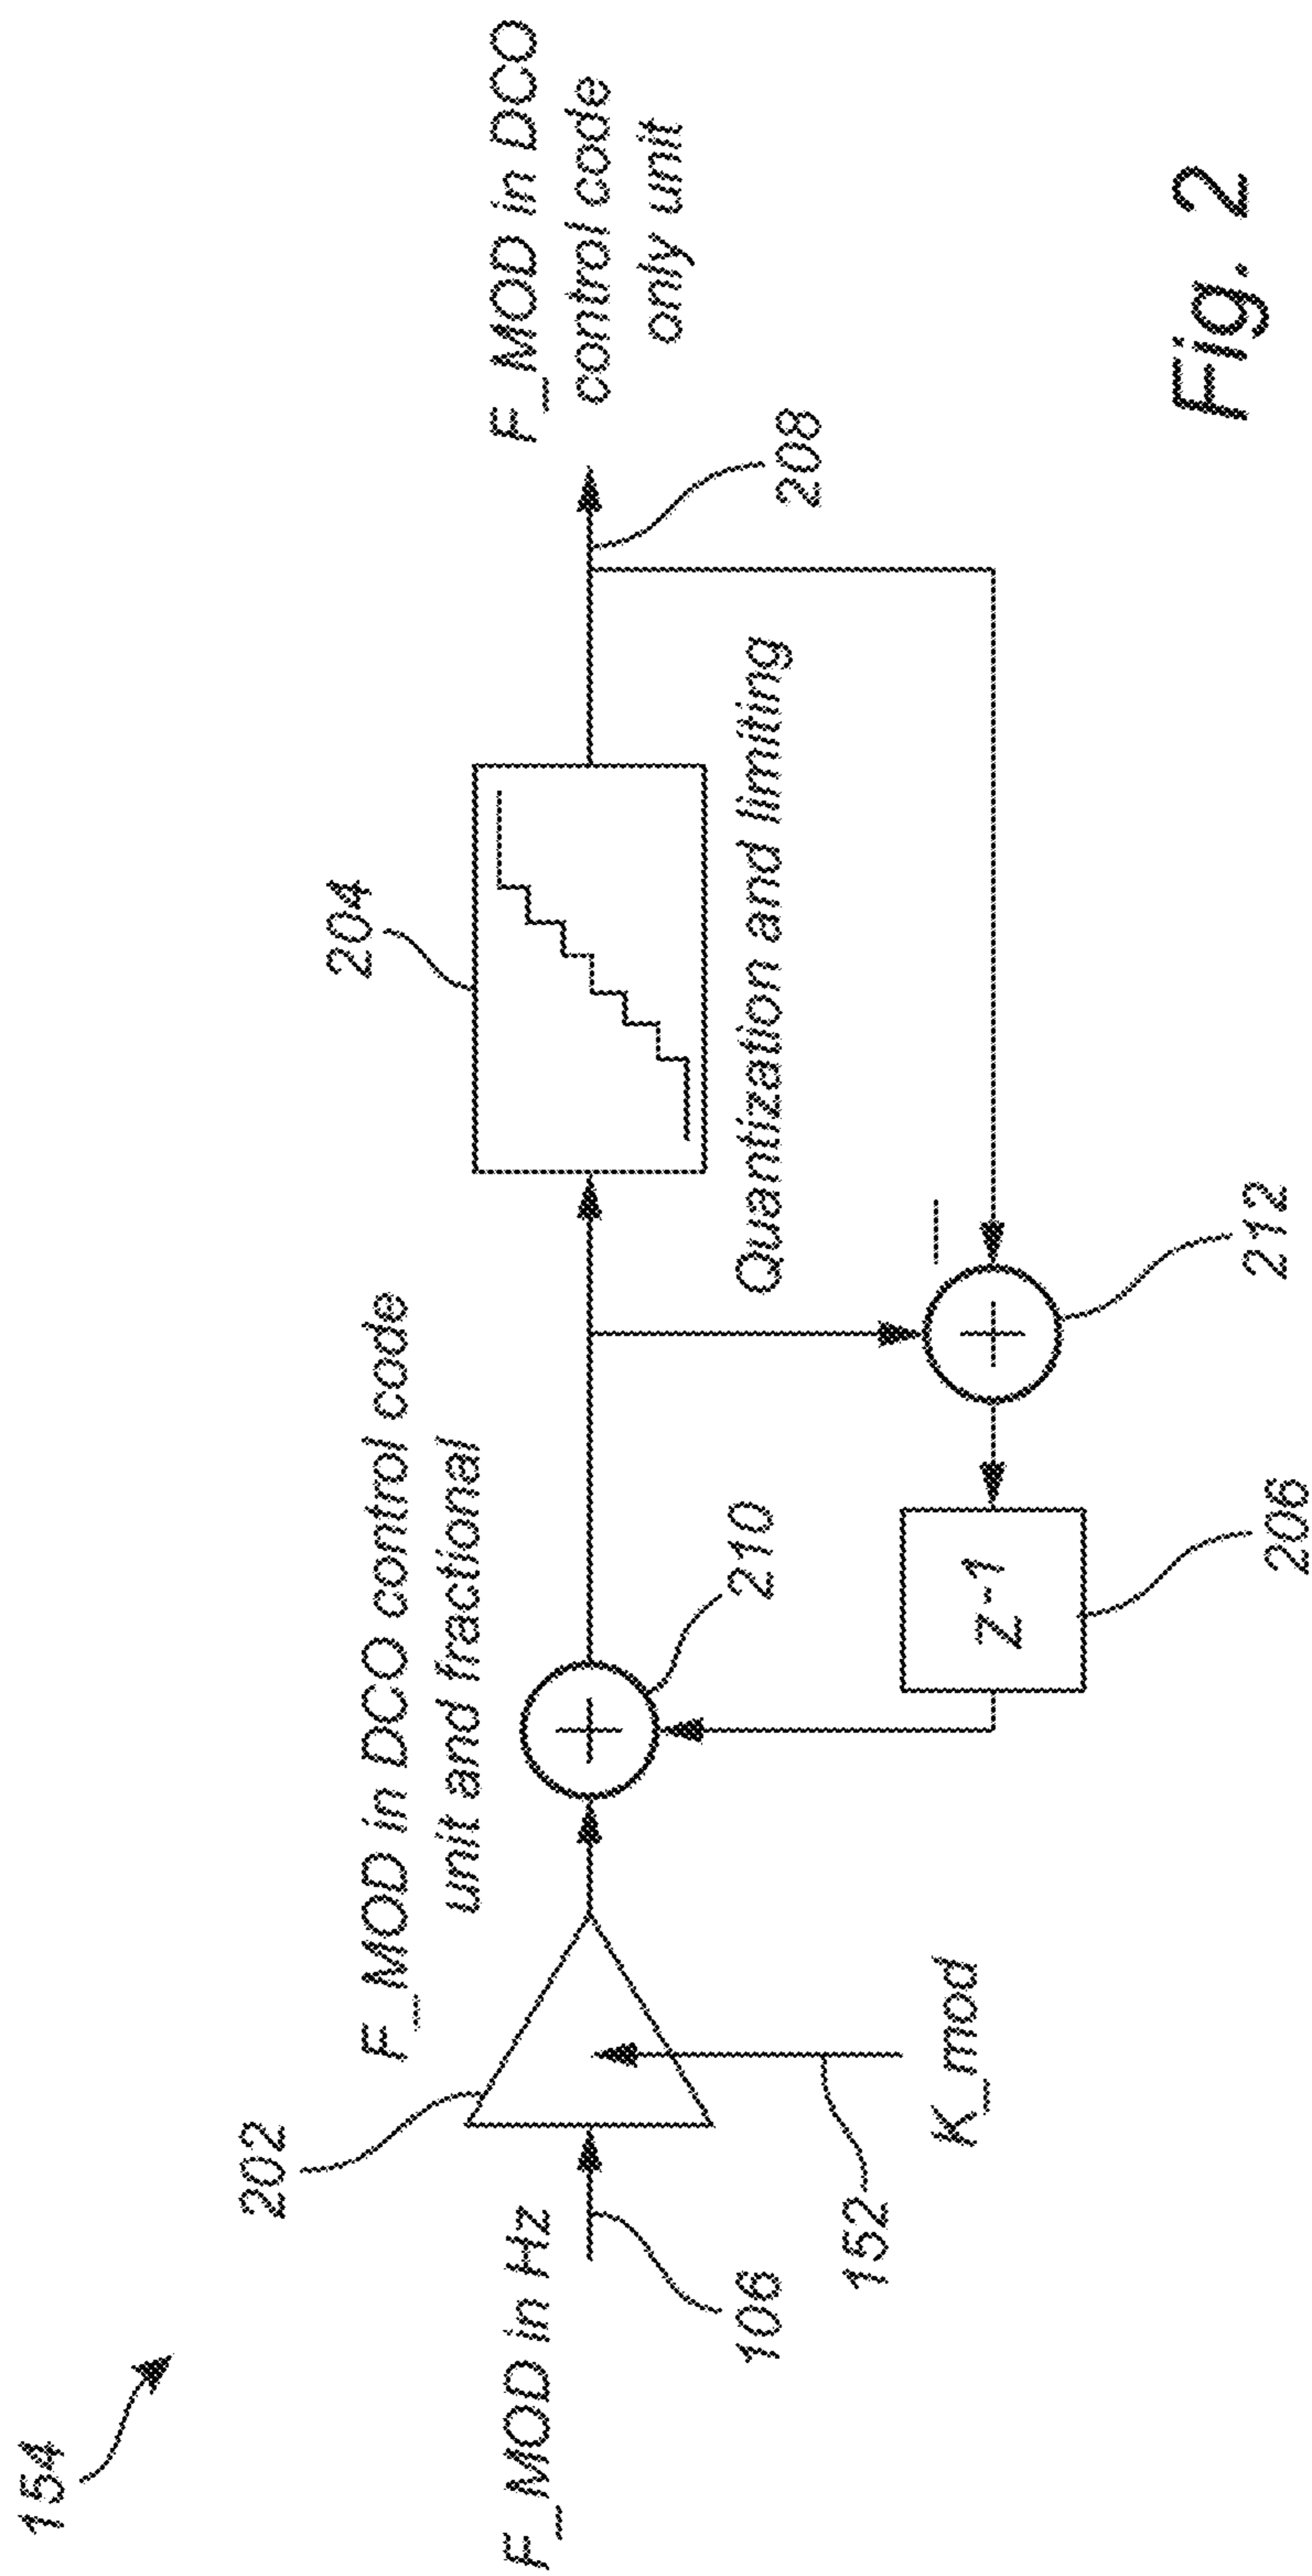 154
F_MOD in Hz
106
202
152
K_mod
F_MOD in DCO control code
unit and fractional
210
+
Z-1
206
+
–
212
204
Quantization and limiting
208
F_MOD in DCO
control code
only unit
Fig. 2